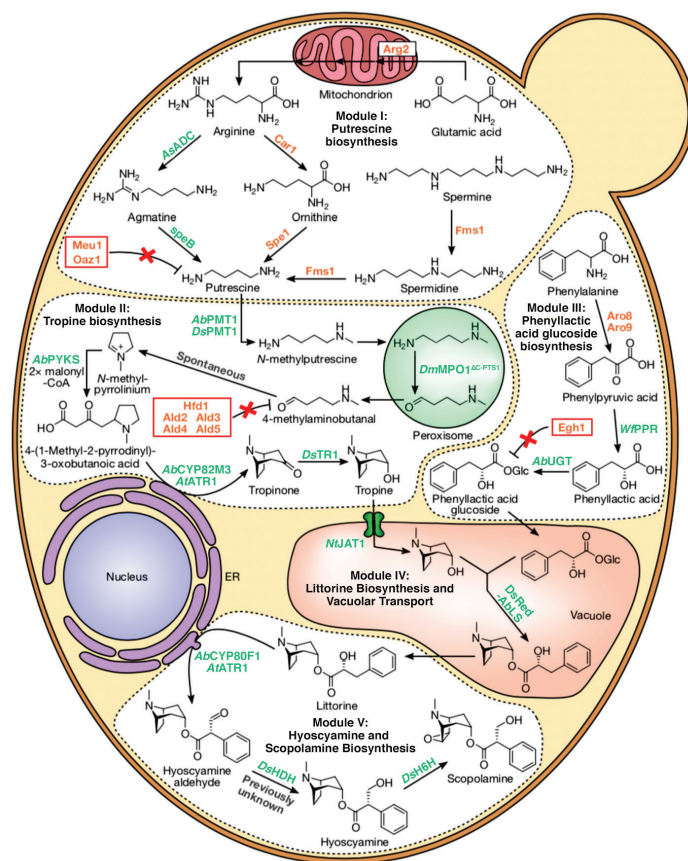 Arg2
Mitochondrion
Module I:
Putrescine
biosynthesis
Arginine
Glutamic acid
AsADC
Car1
Agmatine
Ornithine
Spermine
speB
Spe1
Fms1
Meu1
Oaz1
Putrescine
Fms1
Spermidine
Module II:
Tropine biosynthesis
AbPMT1
DsPMT1
N-methylputrescine
DmMPO1ΔC-PTS1
Peroxisome
Spontaneous
4-methylaminobutanal
Hfd1
Ald2 Ald3
Ald4 Ald5
N-methyl-
pyrrolinium
AbPYKS
2× malonyl
-CoA
4-(1-Methyl-2-pyrrodinyl)-
3-oxobutanoic acid
AbCYP82M3
AtATR1
Tropinone
DsTR1
Tropine
Phenylalanine
Module III:
Phenyllactic
acid glucoside
biosynthesis
Aro8
Aro9
Phenylpyruvic acid
WfPPR
Egh1
AbUGT
Phenyllactic acid
Phenyllactic acid
glucoside
Nucleus
ER
NtJAT1
Module IV:
Littorine Biosynthesis and
Vacuolar Transport
DsRed
-AbLS
Vacuole
AbCYP80F1
AtATR1
Littorine
Module V:
Hyoscyamine and
Scopolamine Biosynthesis
Hyoscyamine
aldehyde
DsHDH
Previously
unknown
Hyoscyamine
DsH6H
Scopolamine